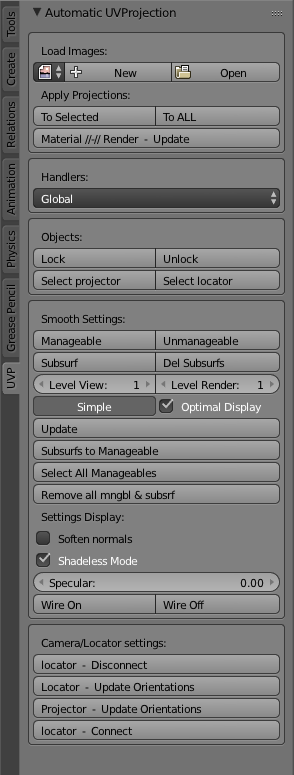 Automatic UVProjection
Tools
Create
Relations
Animation
Physics
Grease Pencil
UVP
Load Images:
New Open
Apply Projections:
To Selected To ALL
Material //-// Render - Update
Handlers:
Global
Objects:
Lock Unlock
Select projector Select locator
Smooth Settings:
Manageable Unmanageable
Subsurf Del Subsurfs
Level View: 1 Level Render: 1
Simple Optimal Display
Update
Subsurfs to Manageable
Select All Manageables
Remove all mngbl & subsrf
Settings Display:
Soften normals
Shadeless Mode
Specular: 0.00
Wire On Wire Off
Camera/Locator settings:
locator - Disconnect
Locator - Update Orientations
Projector - Update Orientations
locator - Connect